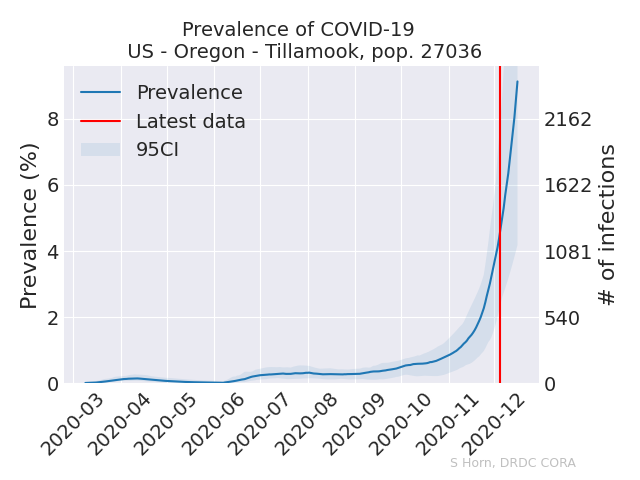 Prevalence of COVID-19
US - Oregon - Tillamook, pop. 27036
Prevalence
Latest data
95CI
Prevalence (%)
8
6
4
2
0
2162
1622
1081
540
0
# of infections
2020-03
2020-04
2020-05
2020-06
2020-07
2020-08
2020-09
2020-10
2020-11
2020-12
S Horn, DRDC CORA